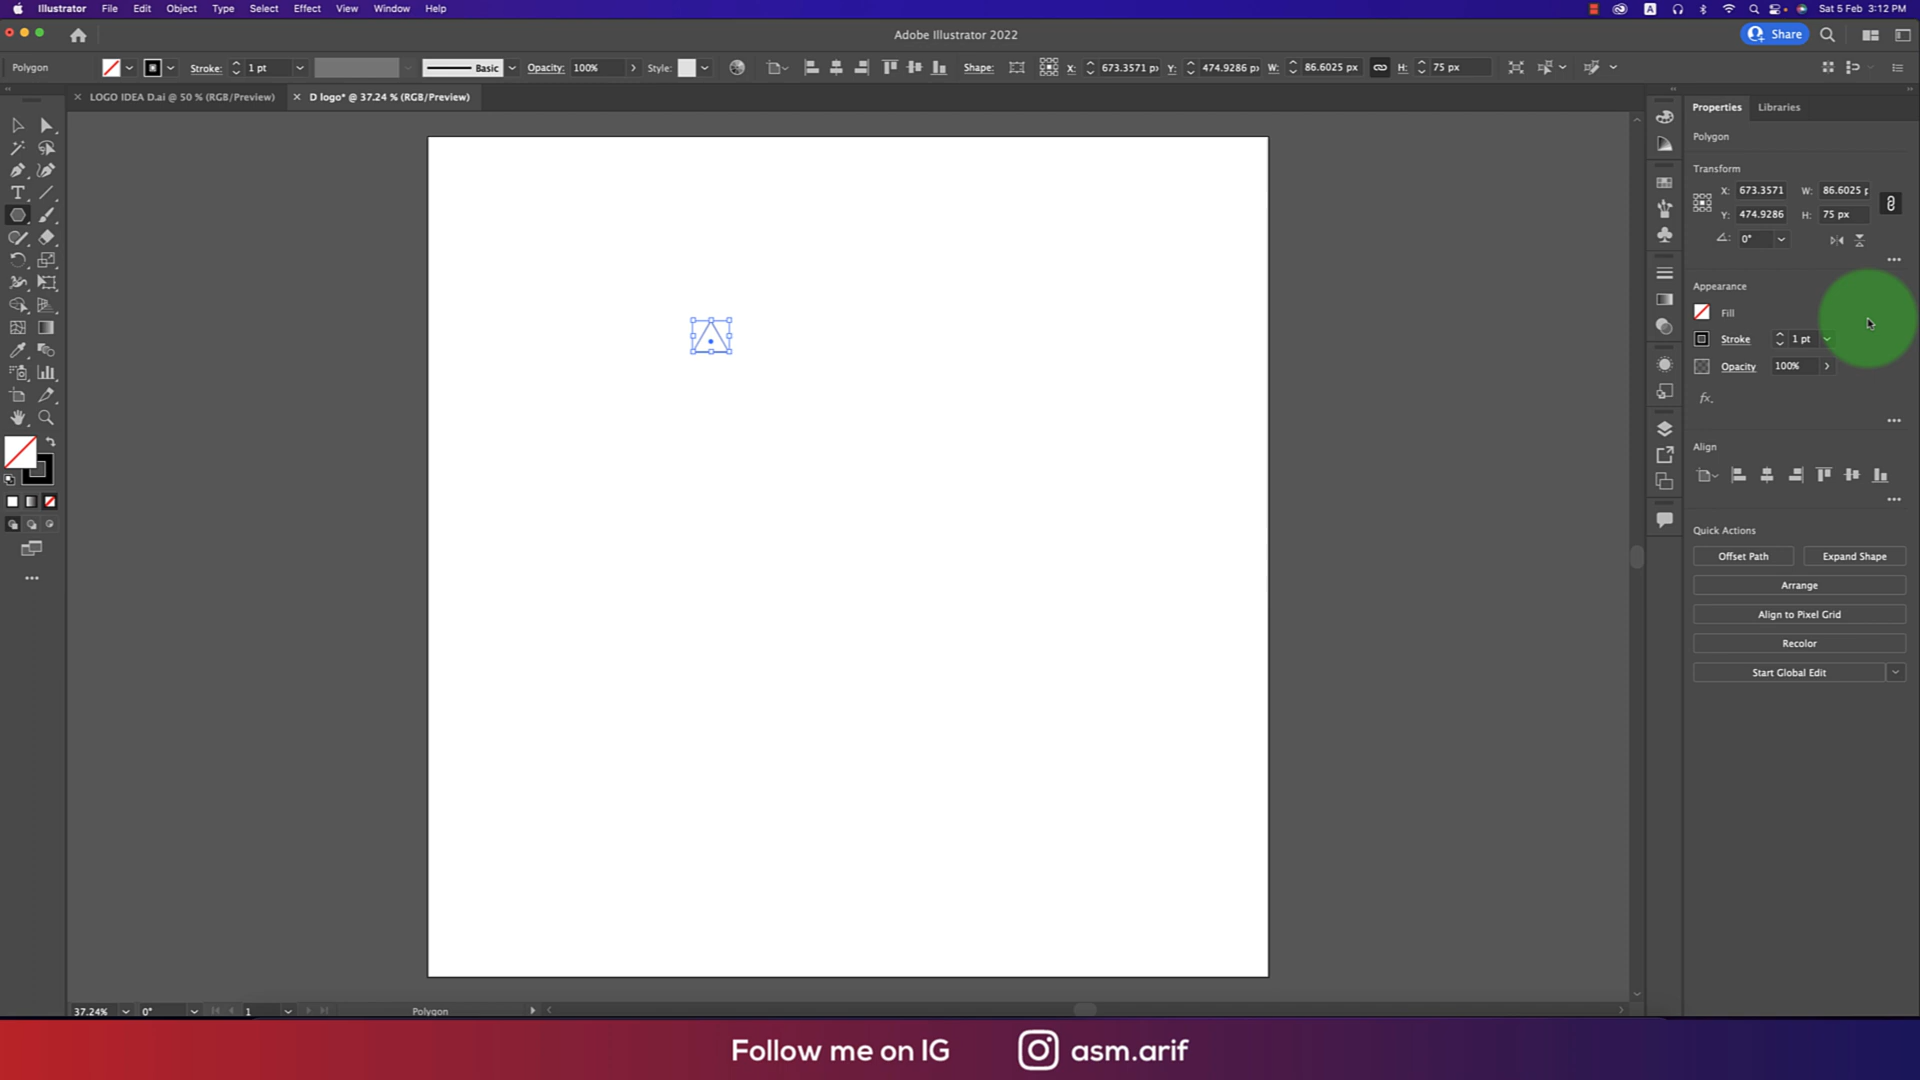 Illustrator File Edit Object Type Select Effect View Window Help A Sat 5 Feb 3:12 PM
Adobe Illustrator 2022 Share
Polygon Stroke: 1 pt Basic Opacity: 100% Style: Shape: X: 673.3571 px Y: 474.9286 px W: 86.6025 px H: 75 px
LOGO IDEA D.ai @ 50 % (RGB/Preview) D logo* @ 37.24 % (RGB/Preview)
Properties Libraries
Polygon
Transform
X: 673.3571 W: 86.6025 p
Y: 474.9286 H: 75 px
0°
Appearance
Fill
Stroke 1 pt
Opacity 100%
fx.
Align
Quick Actions
Offset Path Expand Shape
Arrange
Align to Pixel Grid
Recolor
Start Global Edit
37.24% 0° 1 Polygon
Follow me on IG asm.arif